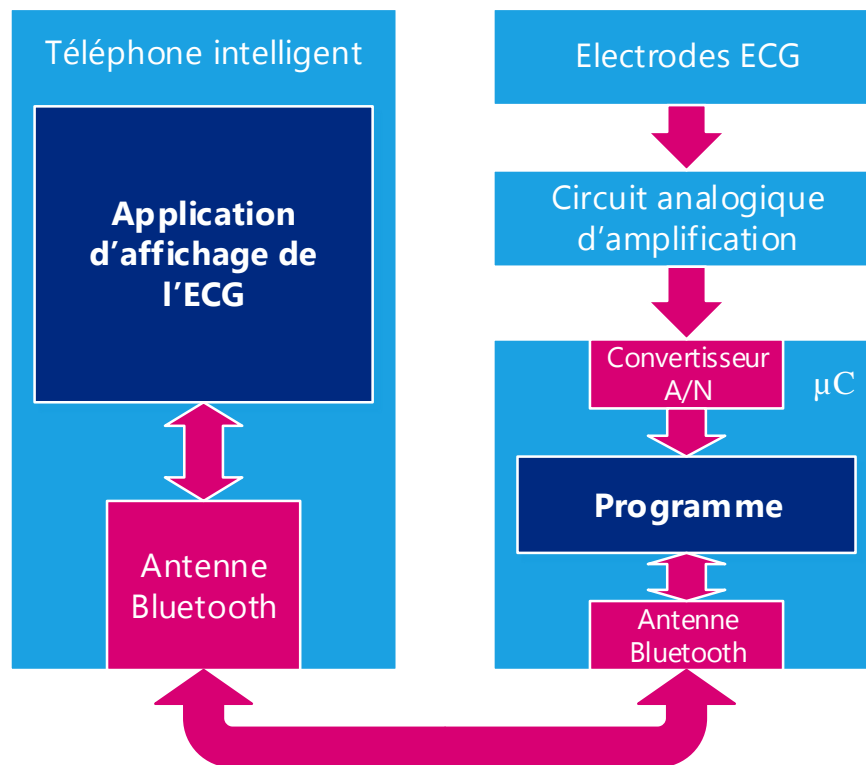 Téléphone intelligent
Application
d’affichage de
l’ECG
Antenne
Bluetooth
Electrodes ECG
Circuit analogique
d’amplification
Convertisseur
A/N
µC
Programme
Antenne
Bluetooth